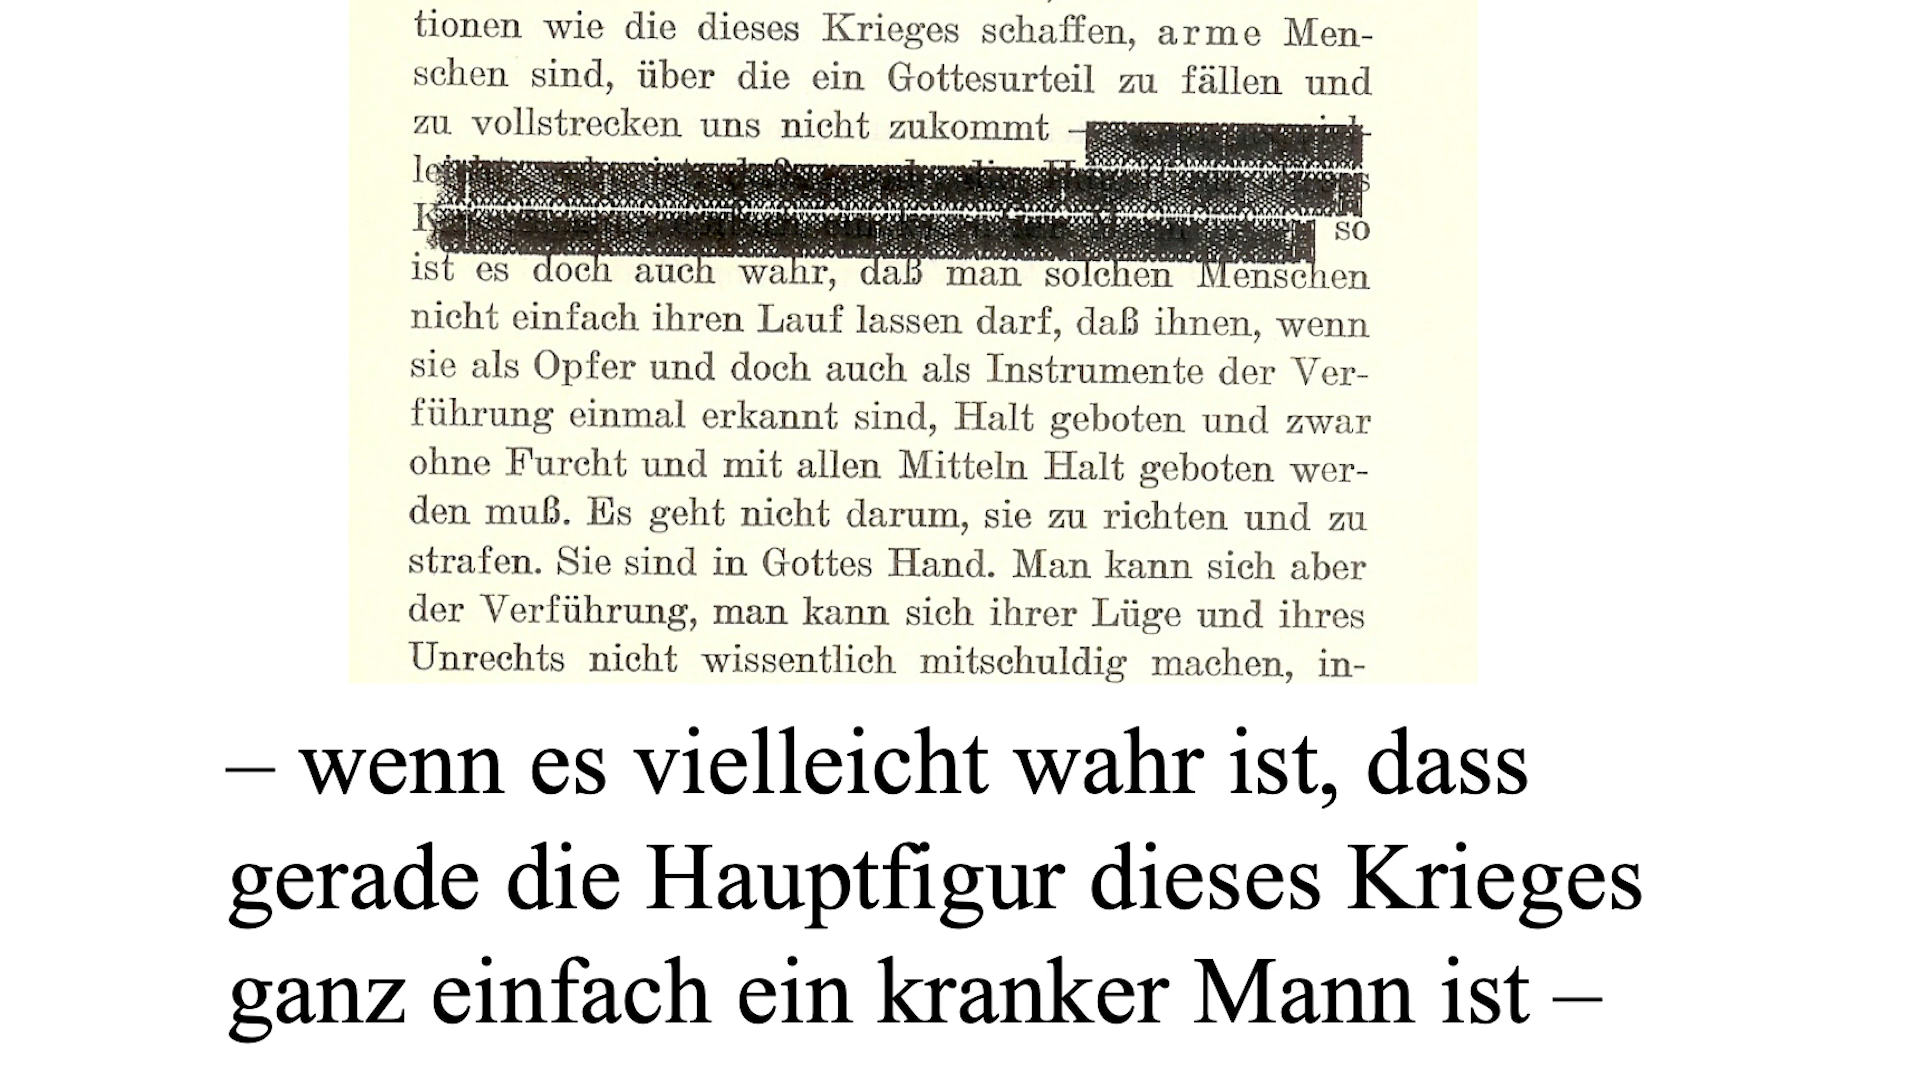 tionen wie die dieses Krieges schaffen, arme Men-
schen sind, über die ein Gottesurteil zu fällen und
zu vollstrecken uns nicht zukommt –
so
ist es doch auch wahr, daß man solchen Menschen
nicht einfach ihren Lauf lassen darf, daß ihnen, wenn
sie als Opfer und doch auch als Instrumente der Ver-
führung einmal erkannt sind, Halt geboten und zwar
ohne Furcht und mit allen Mitteln Halt geboten wer-
den muß. Es geht nicht darum, sie zu richten und zu
strafen. Sie sind in Gottes Hand. Man kann sich aber
der Verführung, man kann sich ihrer Lüge und ihres
Unrechts nicht wissentlich mitschuldig machen, in-
– wenn es vielleicht wahr ist, dass
gerade die Hauptfigur dieses Krieges
ganz einfach ein kranker Mann ist –